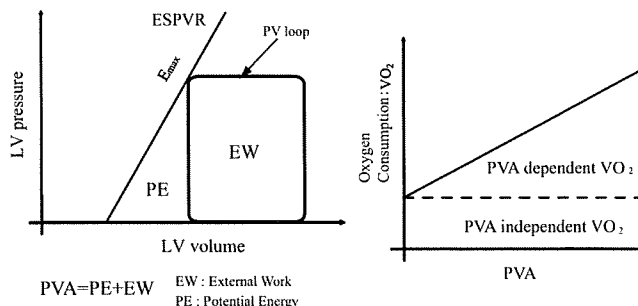 ESPVR
PV loop
Emax
LV pressure
EW
PE
LV volume
PVA=PE+EW
EW : External Work
PE : Potential Energy
Oxygen
Consumption : VO₂
PVA dependent VO₂
PVA independent VO₂
PVA